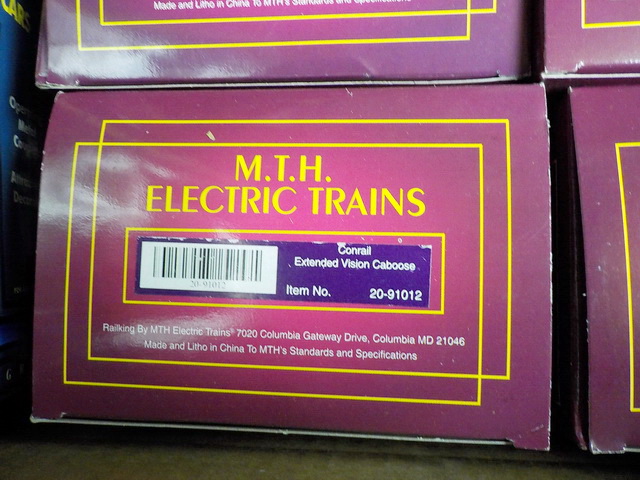 Made and Litho in China To MTH's Standards and Specifications
M.T.H.
ELECTRIC TRAINS
Conrail
Extended Vision Caboose
20-91012
Item No. 20-91012
Railking By MTH Electric Trains® 7020 Columbia Gateway Drive, Columbia MD 21046
Made and Litho in China To MTH's Standards and Specifications